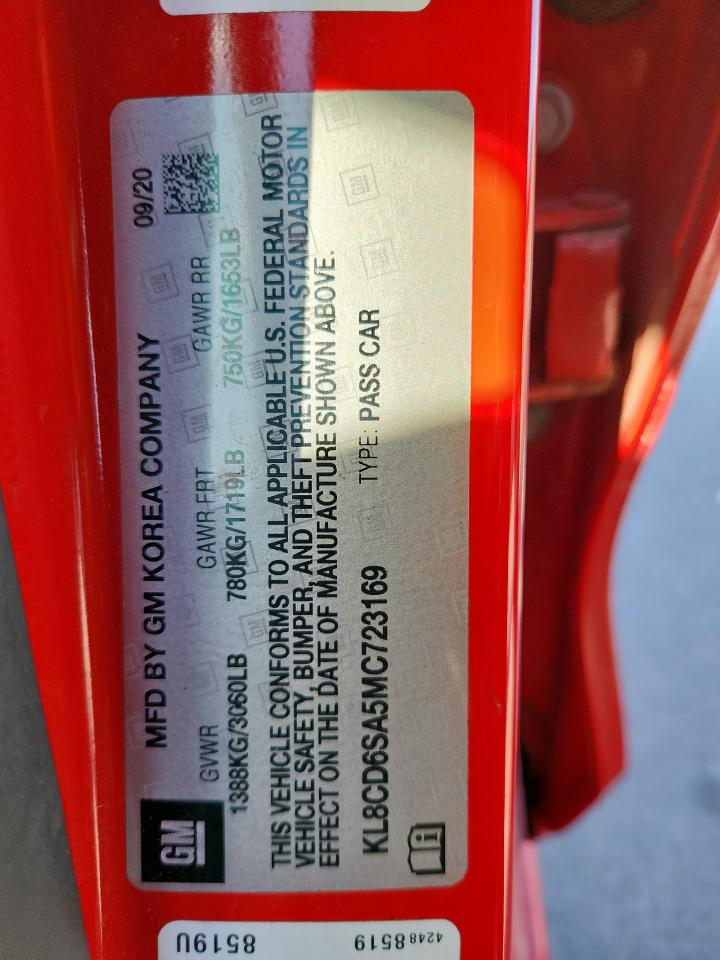 MFD BY GM KOREA COMPANY 09/20
GVWR GAWR FRT GAWR RR
1388KG/3060LB 780KG/1719LB 750KG/1653LB
THIS VEHICLE CONFORMS TO ALL APPLICABLE U.S. FEDERAL MOTOR
VEHICLE SAFETY, BUMPER, AND THEFT PREVENTION STANDARDS IN
EFFECT ON THE DATE OF MANUFACTURE SHOWN ABOVE.
KL8CD6SA5MC723169 TYPE: PASS CAR
GM
8519U
42488519